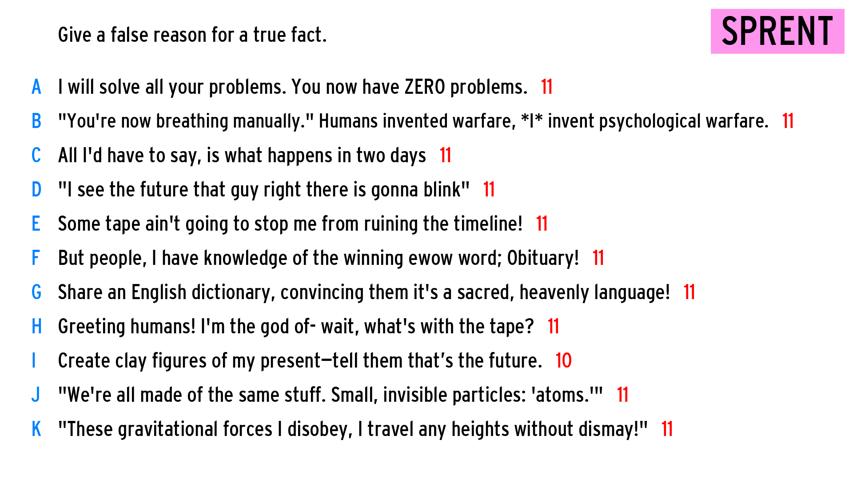 Give a false reason for a true fact.
SPRENT
A I will solve all your problems. You now have ZERO problems. 11
B "You're now breathing manually." Humans invented warfare, *I* invent psychological warfare. 11
C All I'd have to say, is what happens in two days 11
D "I see the future that guy right there is gonna blink" 11
E Some tape ain't going to stop me from ruining the timeline! 11
F But people, I have knowledge of the winning ewow word; Obituary! 11
G Share an English dictionary, convincing them it's a sacred, heavenly language! 11
H Greeting humans! I'm the god of- wait, what's with the tape? 11
I Create clay figures of my present—tell them that’s the future. 10
J "We're all made of the same stuff. Small, invisible particles: 'atoms.'" 11
K "These gravitational forces I disobey, I travel any heights without dismay!" 11